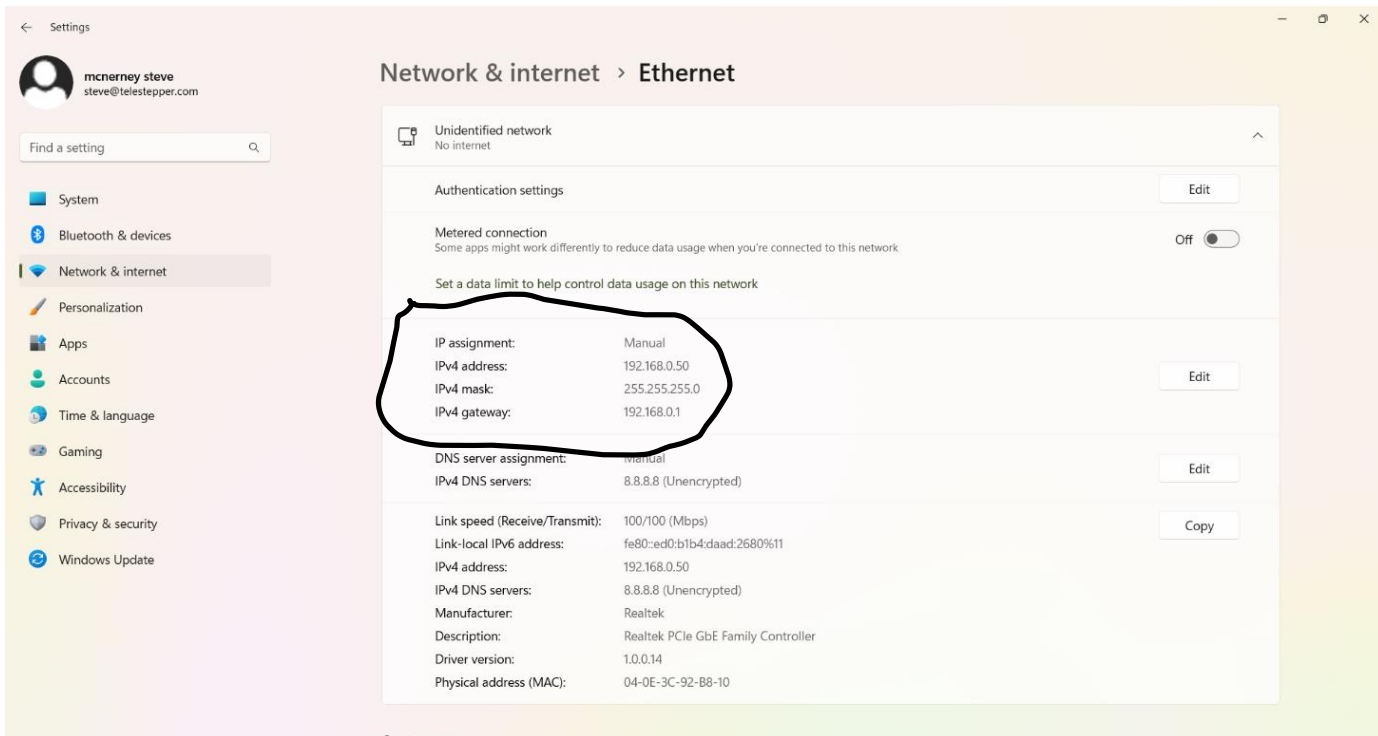 Settings
mcnerney steve
steve@telestepper.com
Find a setting
System
Bluetooth & devices
Network & internet
Personalization
Apps
Accounts
Time & language
Gaming
Accessibility
Privacy & security
Windows Update
Network & internet > Ethernet
Unidentified network
No internet
Authentication settings Edit
Metered connection
Some apps might work differently to reduce data usage when you're connected to this network Off
Set a data limit to help control data usage on this network
IP assignment: Manual
IPv4 address: 192.168.0.50
IPv4 mask: 255.255.255.0
IPv4 gateway: 192.168.0.1
Edit
DNS server assignment: Manual
IPv4 DNS servers: 8.8.8.8 (Unencrypted)
Edit
Link speed (Receive/Transmit): 100/100 (Mbps)
Link-local IPv6 address: fe80::ed0:b1b4:daad:2680%11
IPv4 address: 192.168.0.50
IPv4 DNS servers: 8.8.8.8 (Unencrypted)
Manufacturer: Realtek
Description: Realtek PCIe GbE Family Controller
Driver version: 1.0.0.14
Physical address (MAC): 04-0E-3C-92-B8-10
Copy